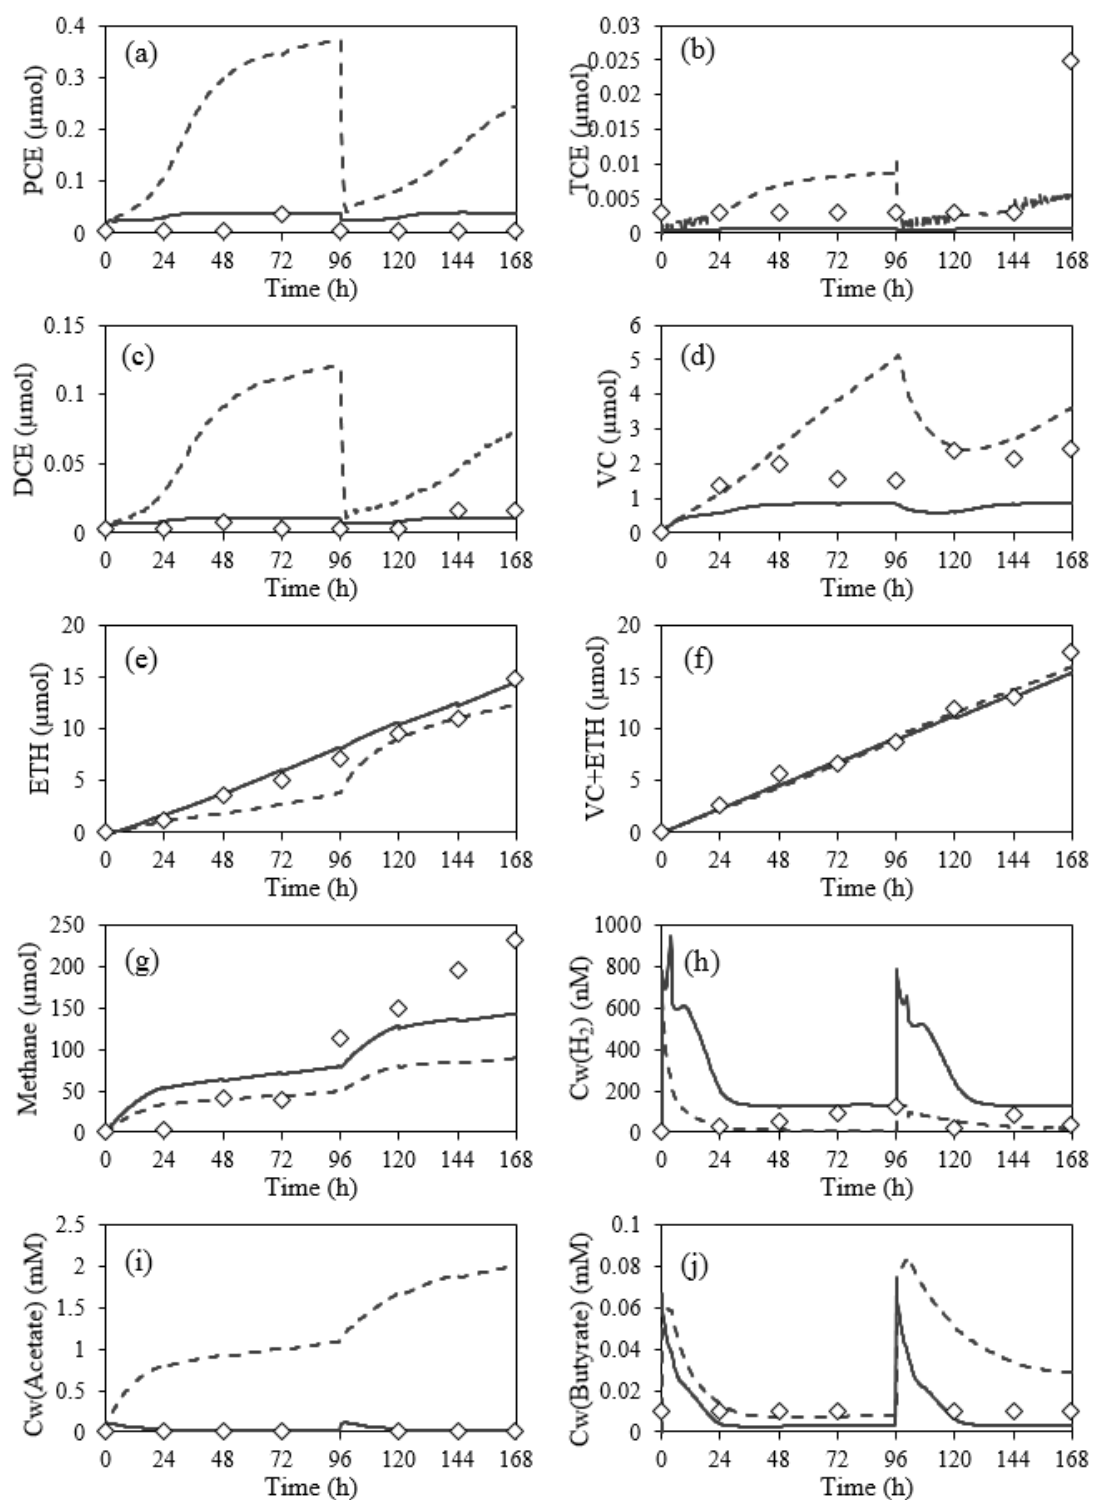 (a)
PCE (μmol)
0.4
0.3
0.2
0.1
0
0 24 48 72 96 120 144 168
Time (h)
(b)
TCE (μmol)
0.03
0.025
0.02
0.015
0.01
0.005
0
0 24 48 72 96 120 144 168
Time (h)
(c)
DCE (μmol)
0.15
0.1
0.05
0
0 24 48 72 96 120 144 168
Time (h)
(d)
VC (μmol)
6
5
4
3
2
1
0
0 24 48 72 96 120 144 168
Time (h)
(e)
ETH (μmol)
20
15
10
5
0
0 24 48 72 96 120 144 168
Time (h)
(f)
VC+ETH (μmol)
20
15
10
5
0
0 24 48 72 96 120 144 168
Time (h)
(g)
Methane (μmol)
250
200
150
100
50
0
0 24 48 72 96 120 144 168
Time (h)
(h)
Cw(H₂) (nM)
1000
800
600
400
200
0
0 24 48 72 96 120 144 168
Time (h)
(i)
Cw(Acetate) (mM)
2.5
2
1.5
1
0.5
0
0 24 48 72 96 120 144 168
Time (h)
(j)
Cw(Butyrate) (mM)
0.1
0.08
0.06
0.04
0.02
0
0 24 48 72 96 120 144 168
Time (h)